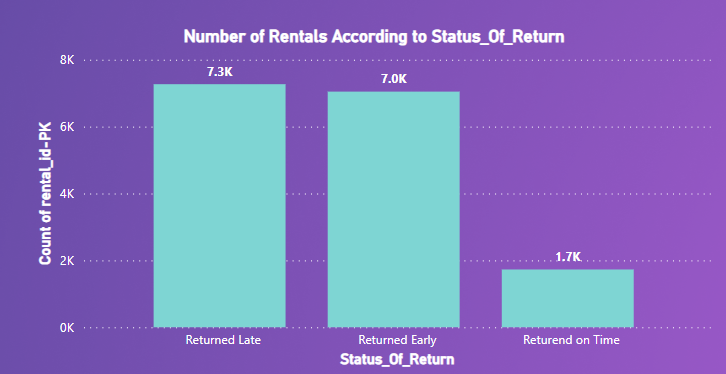 Number of Rentals According to Status_Of_Return
Count of rental_id-PK
8K
6K
4K
2K
0K
7.3K
7.0K
1.7K
Returned Late
Returned Early
Returend on Time
Status_Of_Return